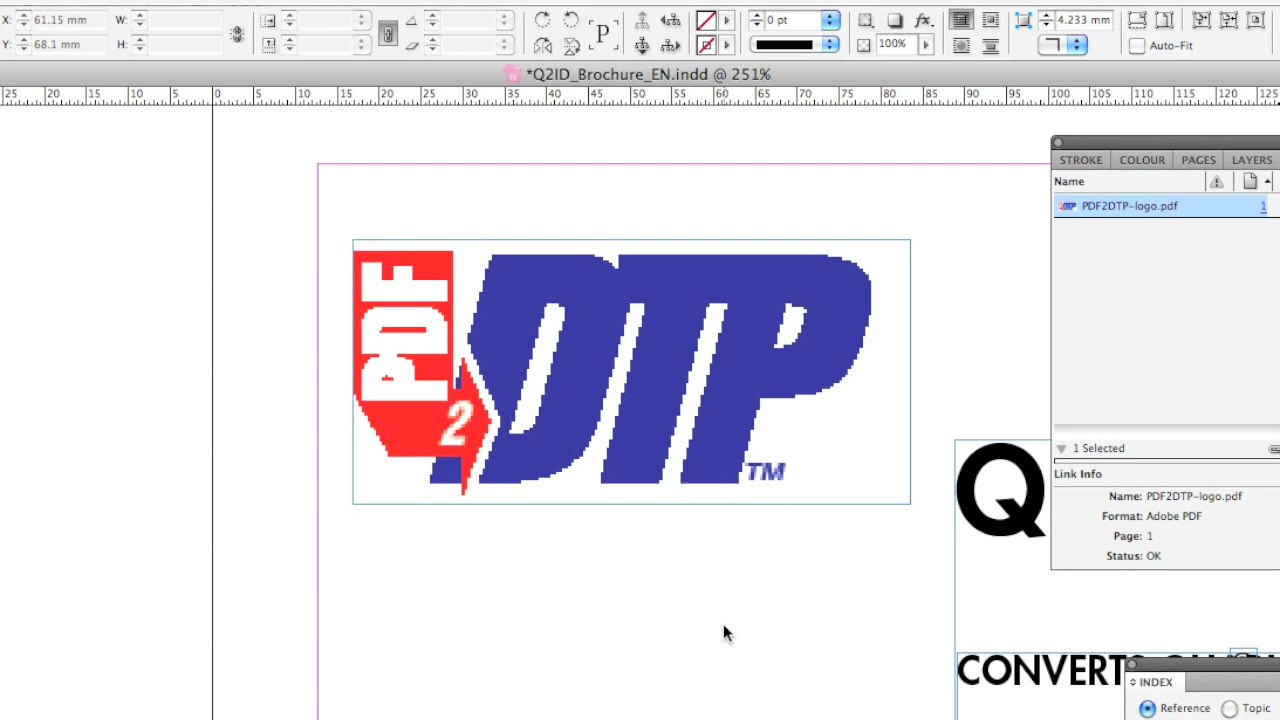 X: 61.15 mm W: 0 pt fx. 4.233 mm
Y: 68.1 mm H: P 100% Auto-Fit
*Q2ID_Brochure_EN.indd @ 251%
25 20 15 10 5 0 5 10 15 20 25 30 35 40 45 50 55 60 65 70 75 80 85 90 95 100 105 110 115 120 125
STROKE COLOUR PAGES LAYERS
Name
PDF2DTP-logo.pdf 1
PDF 2 DTP TM
1 Selected
Link Info
Name: PDF2DTP-logo.pdf
Format: Adobe PDF
Page: 1
Status: OK
Q
CONVERTS
INDEX
Reference Topic